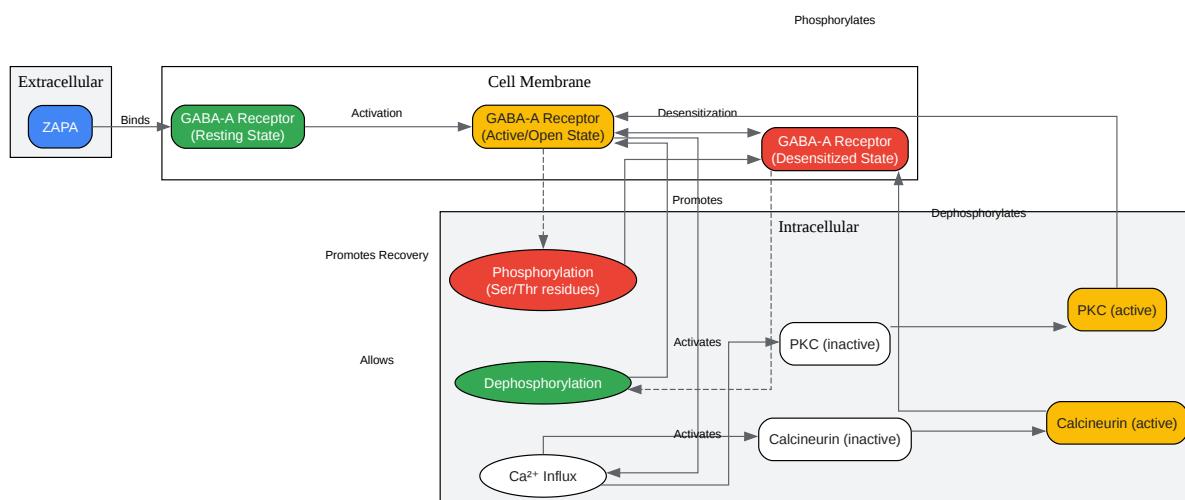 Phosphorylates
Extracellular
Cell Membrane
ZAPA
Binds
GABA-A Receptor
(Resting State)
Activation
GABA-A Receptor
(Active/Open State)
Desensitization
GABA-A Receptor
(Desensitized State)
Promotes
Dephosphorylates
Intracellular
Promotes Recovery
Phosphorylation
(Ser/Thr residues)
PKC (active)
Activates
PKC (inactive)
Allows
Dephosphorylation
Calcineurin (active)
Activates
Calcineurin (inactive)
Ca²⁺ Influx